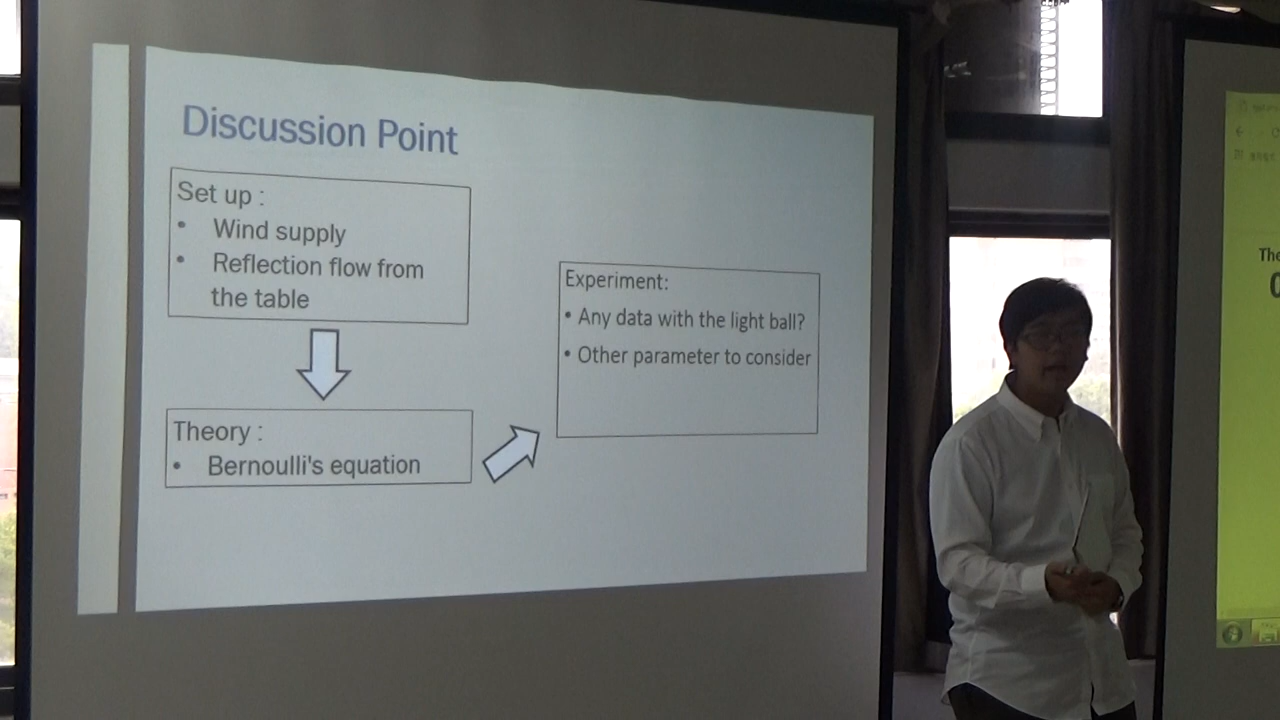 Discussion Point
Set up :
• Wind supply
• Reflection flow from
the table
Theory :
• Bernoulli's equation
Experiment:
• Any data with the light ball?
• Other parameter to consider
The